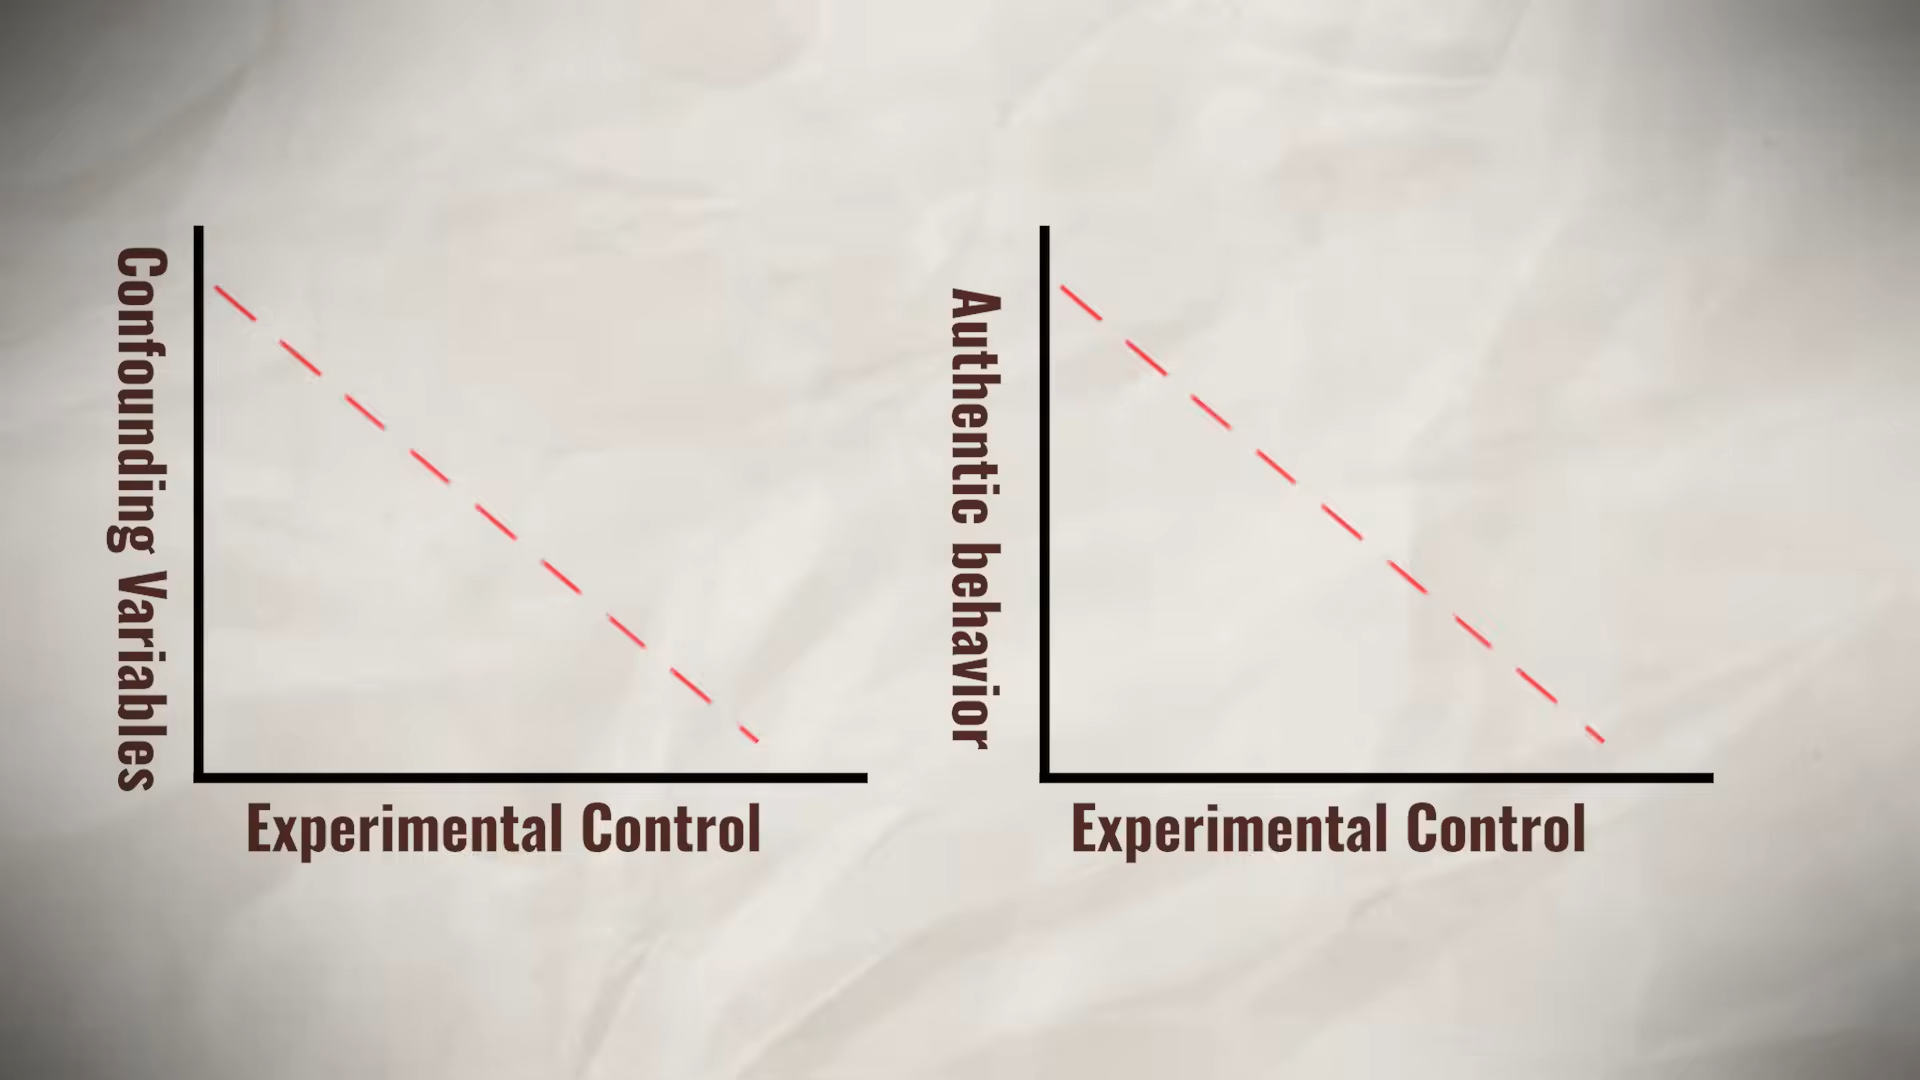 Confounding Variables
Experimental Control
Authentic behavior
Experimental Control